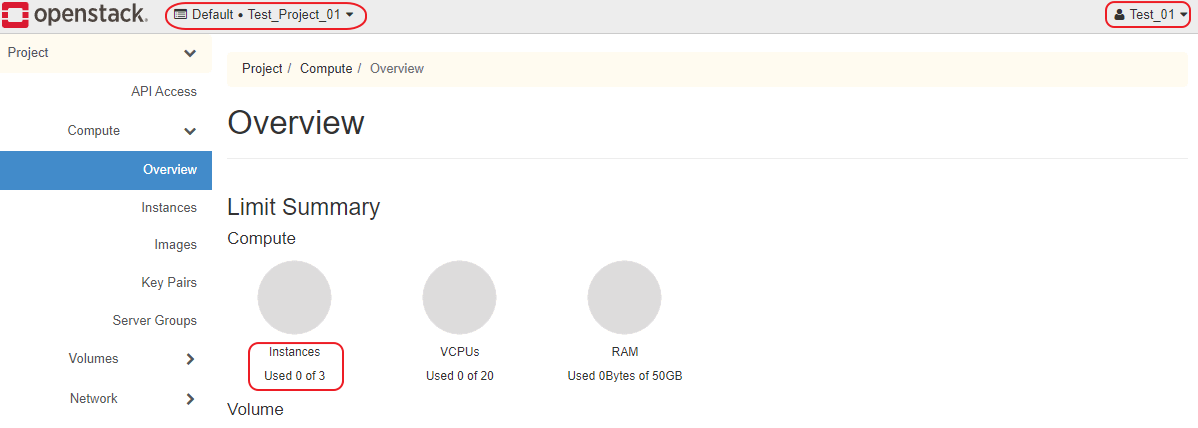 openstack. Default • Test_Project_01 Test_01
Project
Project / Compute / Overview
API Access
Compute
Overview
Instances
Images
Key Pairs
Server Groups
Volumes
Network
Overview
Limit Summary
Compute
Instances VCPUs RAM
Used 0 of 3 Used 0 of 20 Used 0Bytes of 50GB
Volume